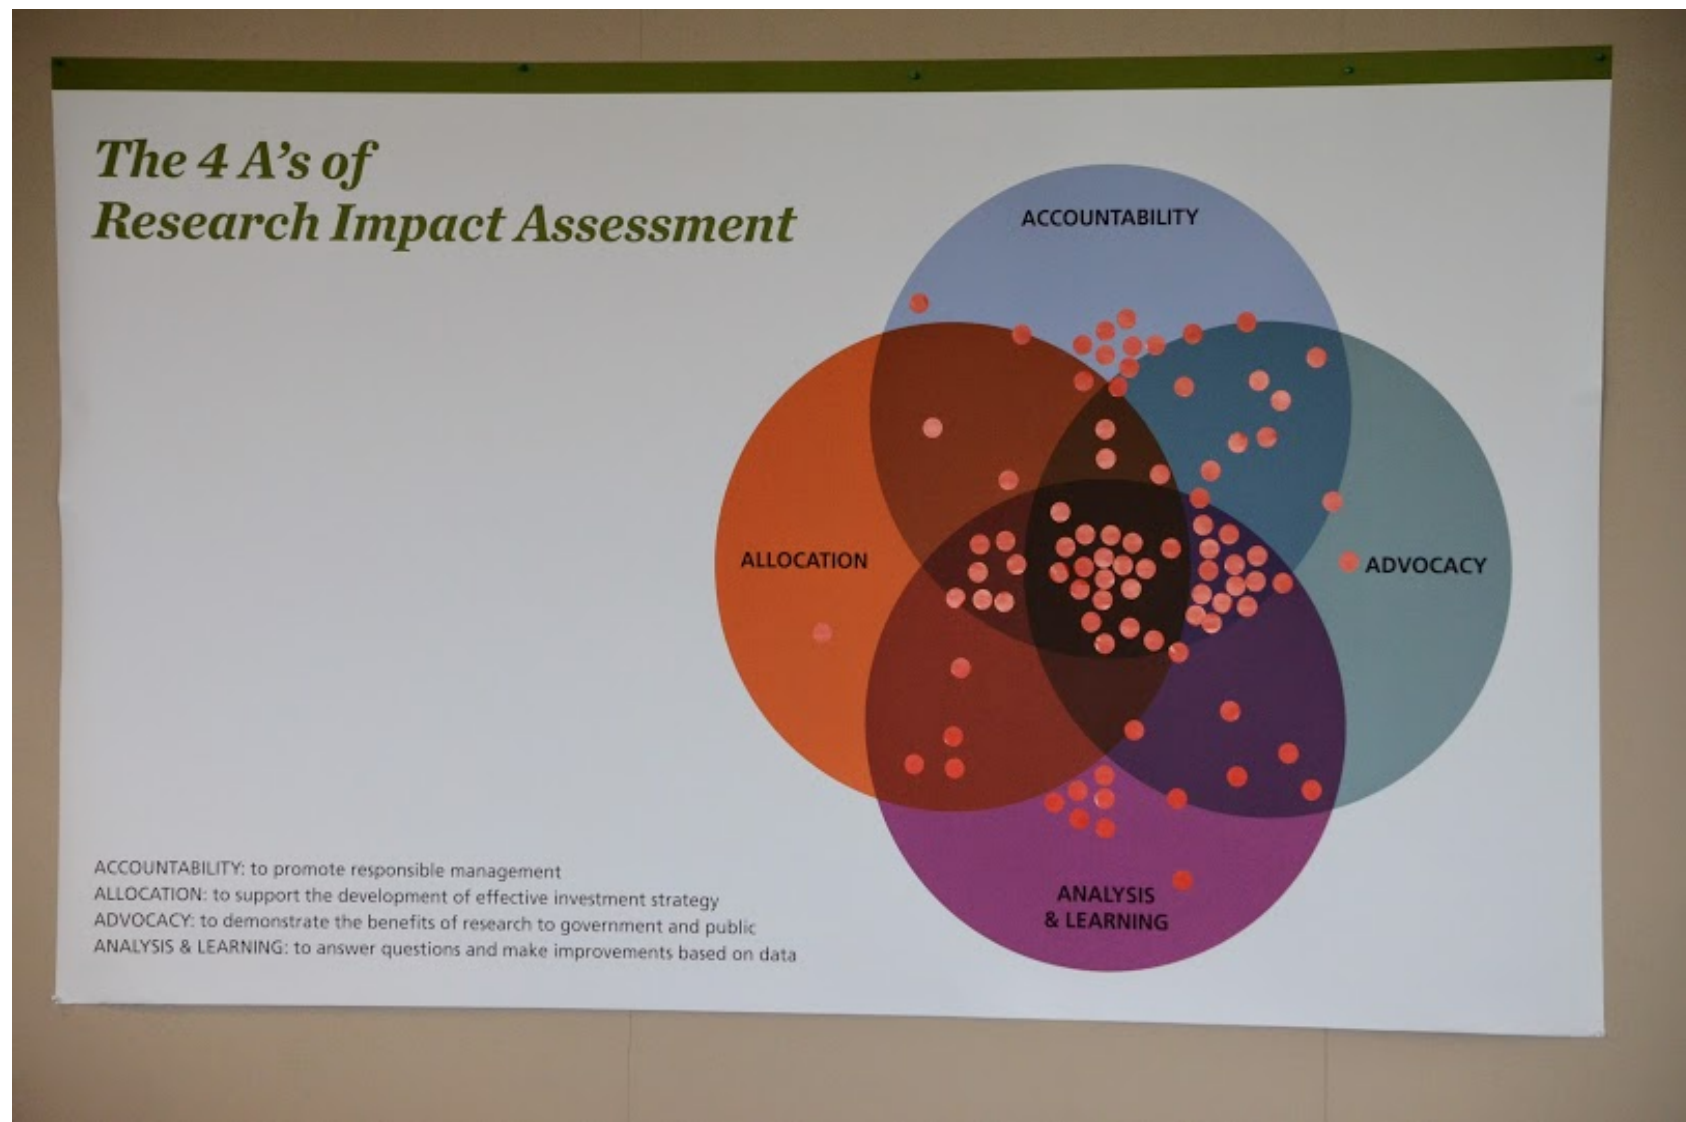 The 4 A's of
Research Impact Assessment
ACCOUNTABILITY
ALLOCATION
ADVOCACY
ANALYSIS
& LEARNING
ACCOUNTABILITY: to promote responsible management
ALLOCATION: to support the development of effective investment strategy
ADVOCACY: to demonstrate the benefits of research to government and public
ANALYSIS & LEARNING: to answer questions and make improvements based on data